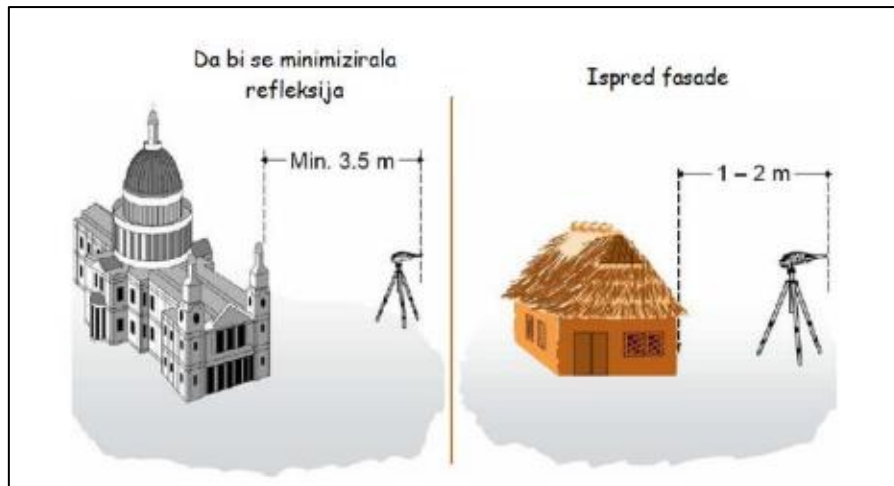 Da bi se minimizirala
refleksija
Min. 3.5 m
Ispred fasade
1 – 2 m